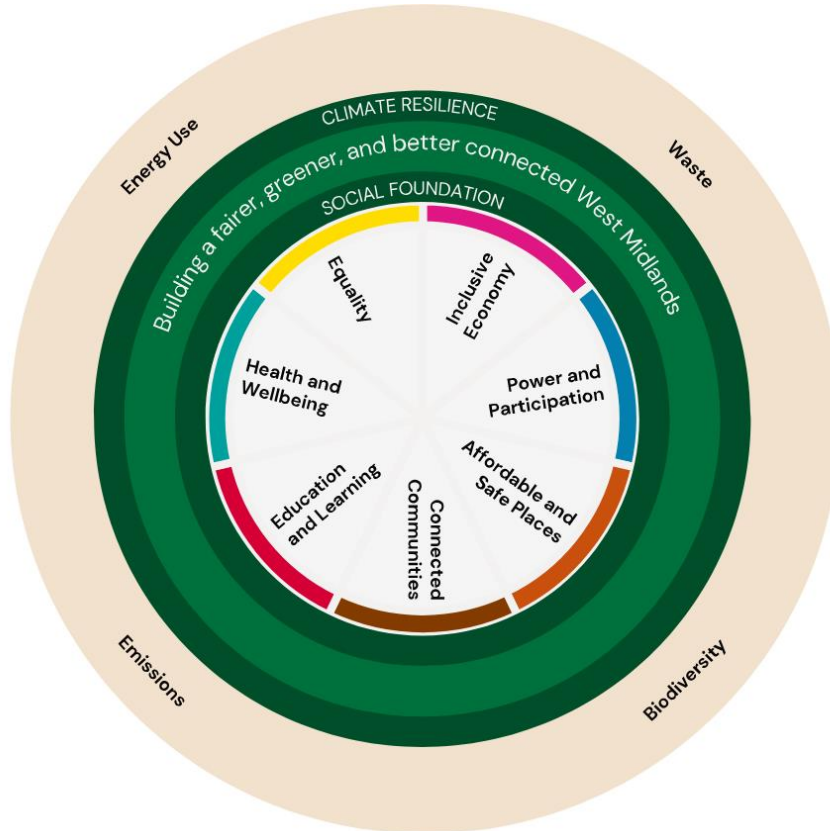 Energy Use
Waste
CLIMATE RESILIENCE
Building a fairer, greener, and better connected West Midlands
SOCIAL FOUNDATION
Equality
Inclusive
Economy
Health and
Wellbeing
Power and
Participation
Education
and Learning
Connected
Communities
Affordable and
Safe Places
Emissions
Biodiversity